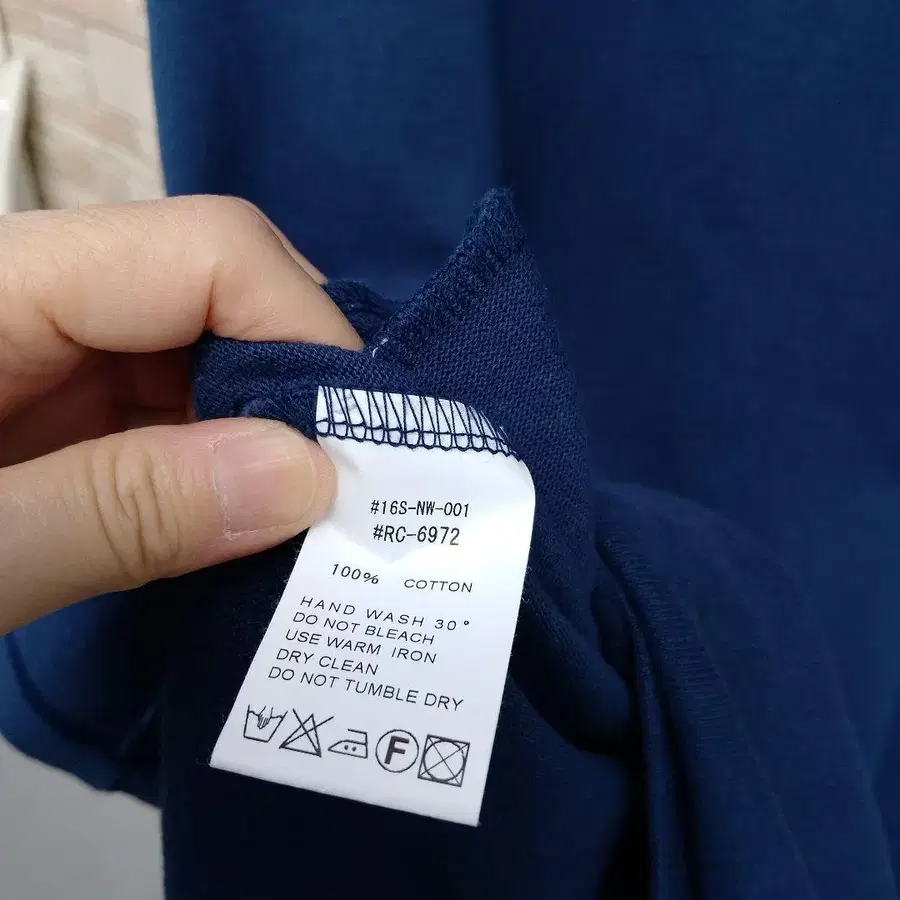 #16S-NW-001
#RC-6972
100% COTTON
HAND WASH 30°
DO NOT BLEACH
USE WARM IRON
DRY CLEAN
DO NOT TUMBLE DRY
F